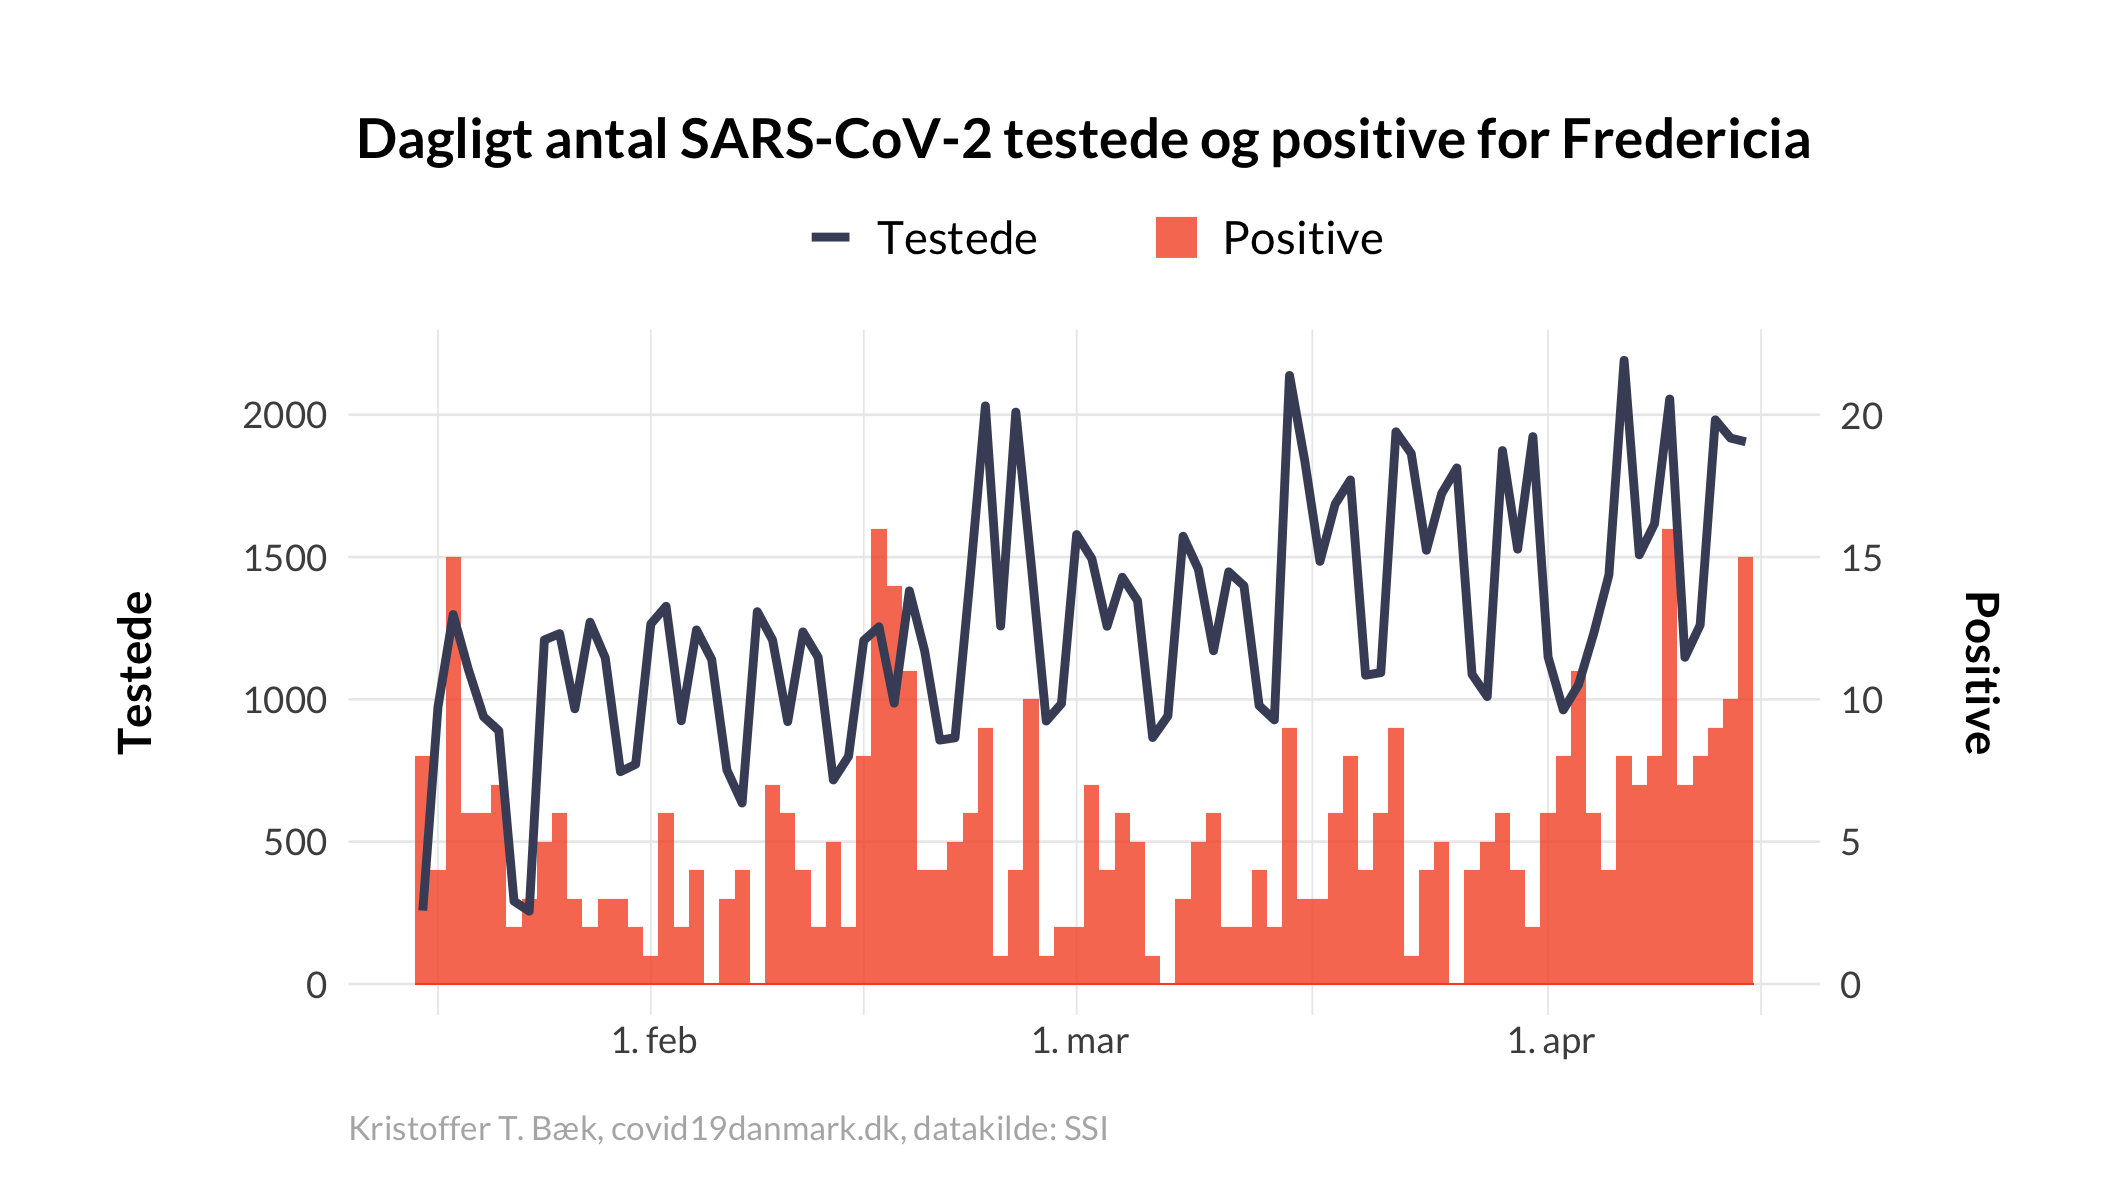 Dagligt antal SARS-CoV-2 testede og positive for Fredericia
Testede Positive
2000 20
1500 15
1000 10
500 5
0 0
Testede
Positive
1. feb 1. mar 1. apr
Kristoffer T. Bæk, covid19danmark.dk, datakilde: SSI